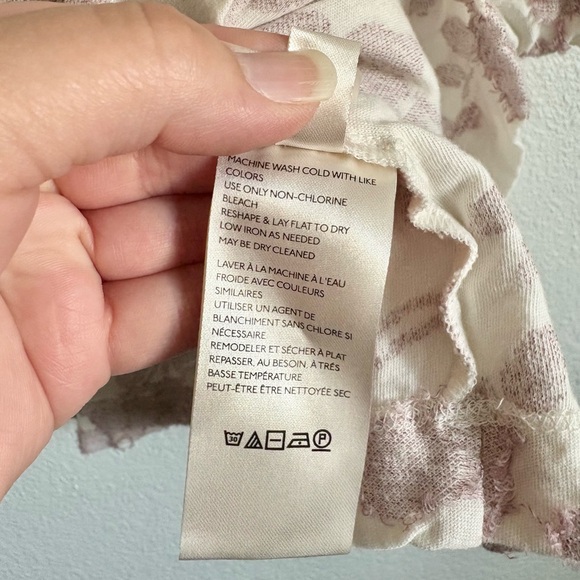 MACHINE WASH COLD WITH LIKE
COLORS
USE ONLY NON-CHLORINE
BLEACH
RESHAPE & LAY FLAT TO DRY
LOW IRON AS NEEDED
MAY BE DRY CLEANED
LAVER À LA MACHINE À L'EAU
FROIDE AVEC COULEURS
SIMILAIRES
UTILISER UN AGENT DE
BLANCHIMENT SANS CHLORE SI
NÉCESSAIRE
REMODELER ET SÉCHER À PLAT
REPASSER, AU BESOIN, À TRÉS
BASSE TEMPÉRATURE
PEUT-ÊTRE ÊTRE NETTOYÉE SEC
30 P